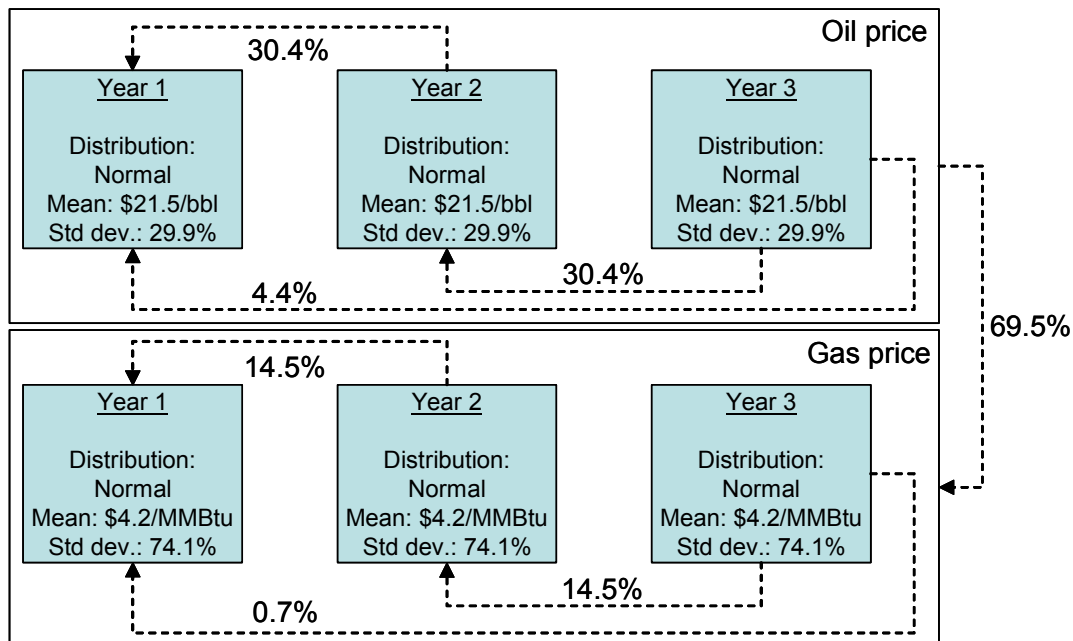 Oil price
30.4%
Year 1
Distribution:
Normal
Mean: $21.5/bbl
Std dev.: 29.9%
Year 2
Distribution:
Normal
Mean: $21.5/bbl
Std dev.: 29.9%
Year 3
Distribution:
Normal
Mean: $21.5/bbl
Std dev.: 29.9%
30.4%
4.4%
69.5%
Gas price
14.5%
Year 1
Distribution:
Normal
Mean: $4.2/MMBtu
Std dev.: 74.1%
Year 2
Distribution:
Normal
Mean: $4.2/MMBtu
Std dev.: 74.1%
Year 3
Distribution:
Normal
Mean: $4.2/MMBtu
Std dev.: 74.1%
14.5%
0.7%